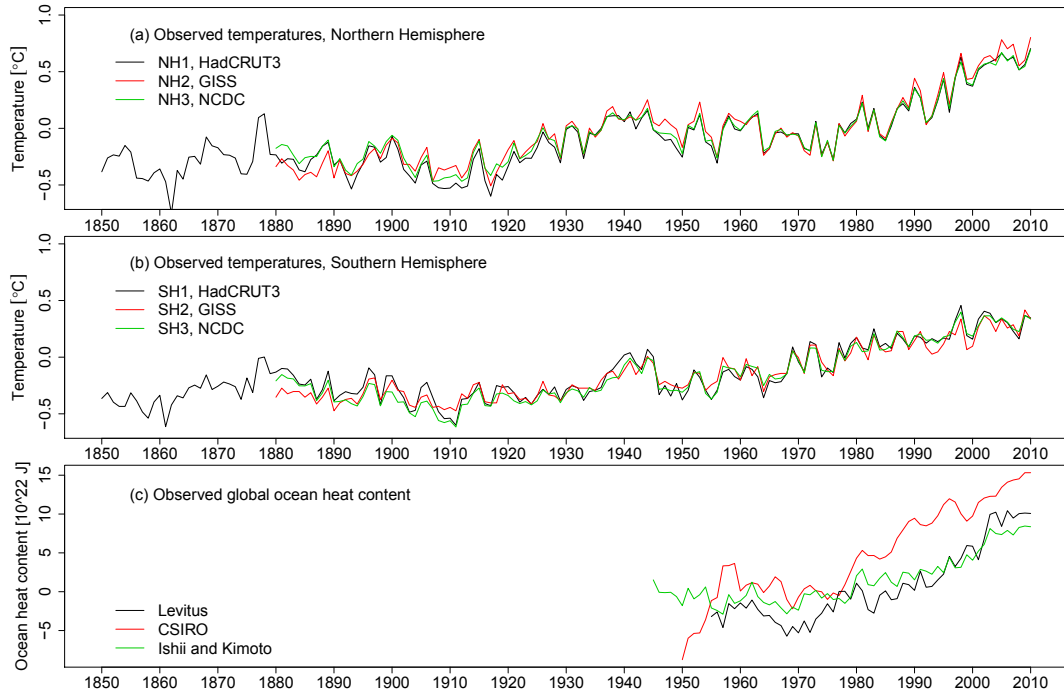 (a) Observed temperatures, Northern Hemisphere
NH1, HadCRUT3
NH2, GISS
NH3, NCDC
Temperature [°C]
1.0
0.5
0.0
−0.5
1850 1860 1870 1880 1890 1900 1910 1920 1930 1940 1950 1960 1970 1980 1990 2000 2010
(b) Observed temperatures, Southern Hemisphere
SH1, HadCRUT3
SH2, GISS
SH3, NCDC
Temperature [°C]
1.0
0.5
0.0
−0.5
1850 1860 1870 1880 1890 1900 1910 1920 1930 1940 1950 1960 1970 1980 1990 2000 2010
(c) Observed global ocean heat content
Levitus
CSIRO
Ishii and Kimoto
Ocean heat content [10^22 J]
15
10
5
0
−5
1850 1860 1870 1880 1890 1900 1910 1920 1930 1940 1950 1960 1970 1980 1990 2000 2010